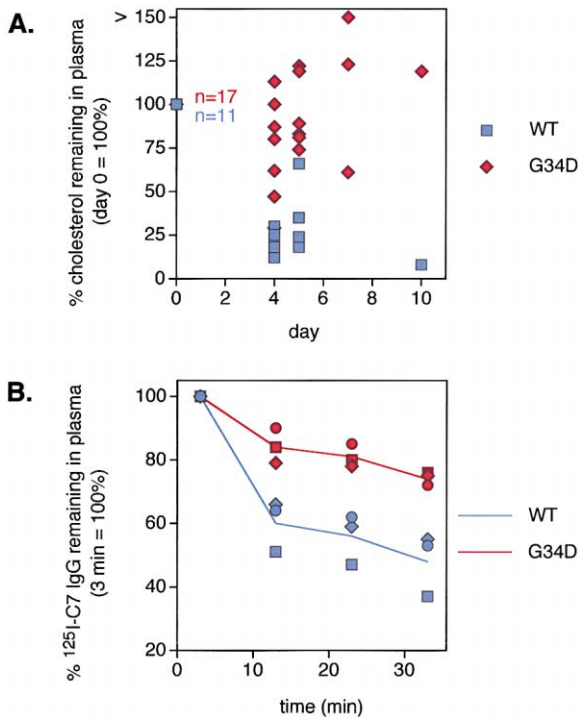 A.
% cholesterol remaining in plasma
(day 0 = 100%)
> 150
125
100
75
50
25
0
n=17
n=11
0 2 4 6 8 10
day
WT
G34D
B.
% ¹²⁵I-C7 IgG remaining in plasma
(3 min = 100%)
100
80
60
40
20
0 10 20 30
time (min)
WT
G34D